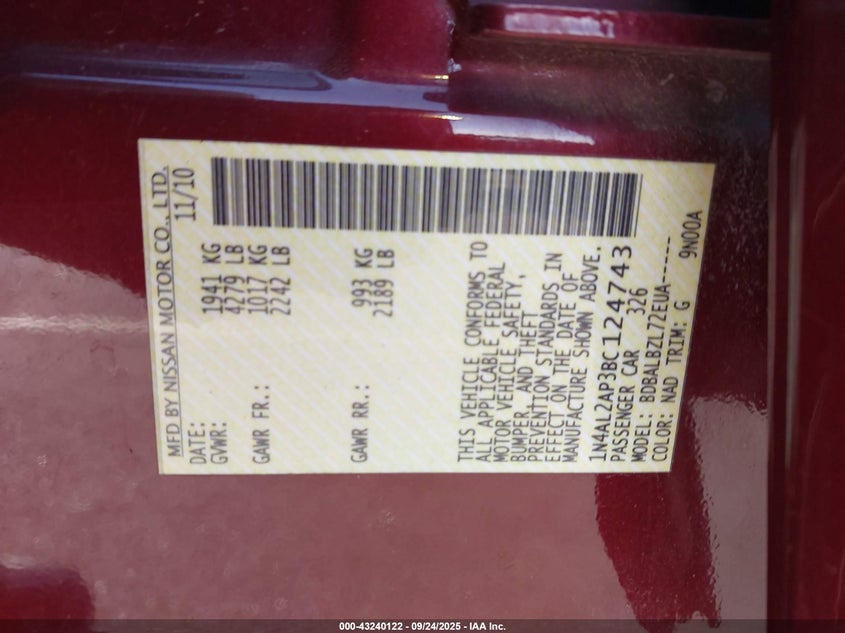 MFD BY NISSAN MOTOR CO., LTD.
DATE: 11/10
GVWR: 1941 KG
4279 LB
GAWR FR.: 1017 KG
2242 LB
GAWR RR.: 993 KG
2189 LB
THIS VEHICLE CONFORMS TO
ALL APPLICABLE FEDERAL
MOTOR VEHICLE SAFETY,
BUMPER, AND THEFT
PREVENTION STANDARDS IN
EFFECT ON THE DATE OF
MANUFACTURE SHOWN ABOVE.
1N4AL2AP3BC124743
PASSENGER CAR 326
MODEL: BDBALBZL72EUA------
COLOR: NAD TRIM: G 9N00A
000-43240122 - 09/24/2025 - IAA Inc.